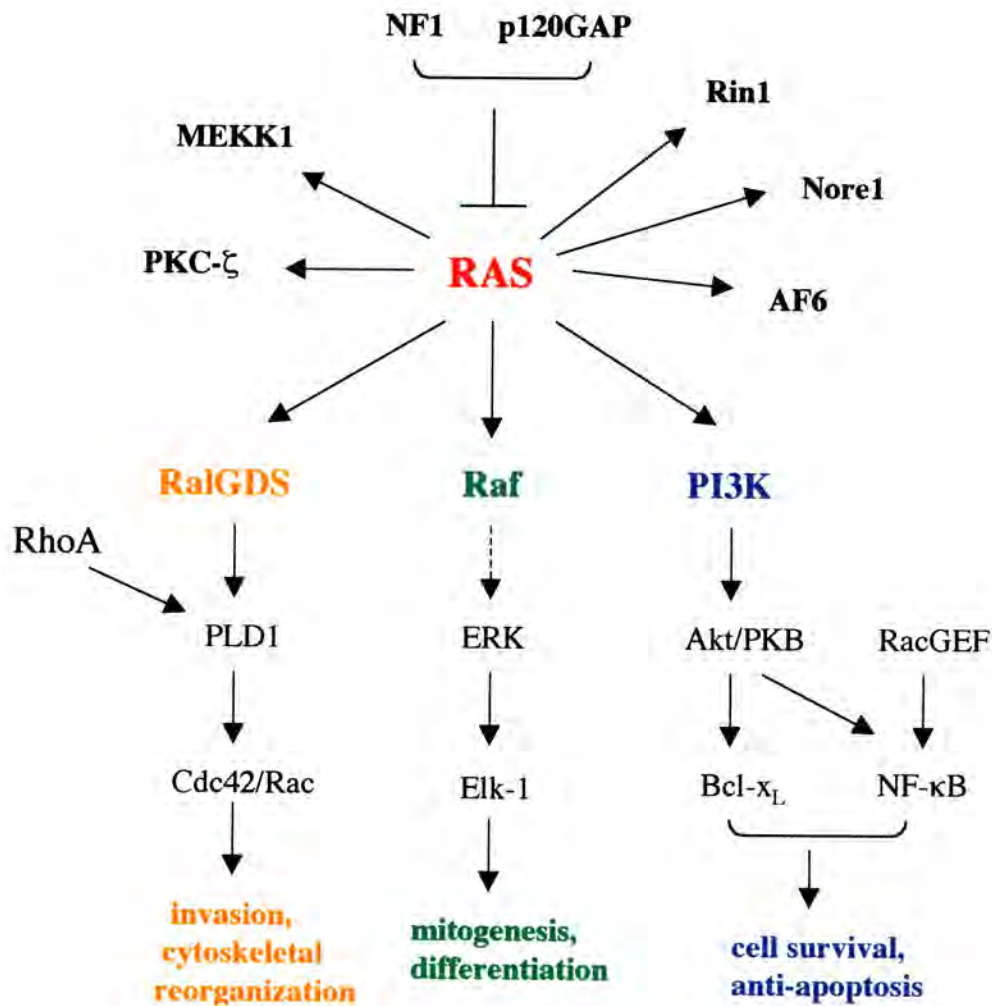 NF1 p120GAP
Rin1
MEKK1
Nore1
PKC-ζ
RAS
AF6
RalGDS Raf PI3K
RhoA
PLD1 ERK Akt/PKB RacGEF
Cdc42/Rac Elk-1 Bcl-xL NF-κB
invasion,
cytoskeletal
reorganization
mitogenesis,
differentiation
cell survival,
anti-apoptosis